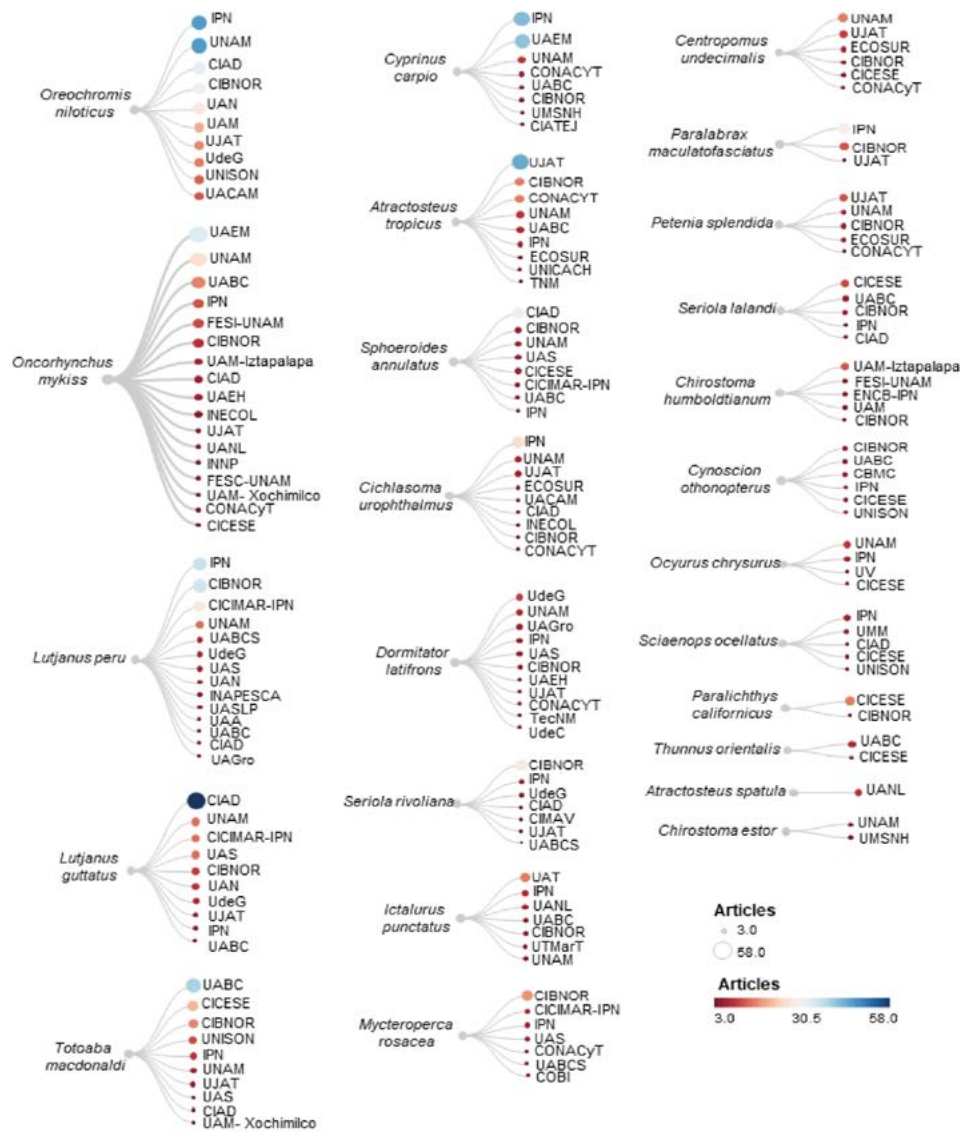 Oreochromis
niloticus
IPN
UNAM
CIAD
CIBNOR
UAN
UAM
UJAT
UdeG
UNISON
UACAM
Oncorhynchus
mykiss
UAEM
UNAM
UABC
IPN
FESI-UNAM
CIBNOR
UAM-Iztapalapa
CIAD
UAEH
INECOL
UJAT
UANL
INNP
FESC-UNAM
UAM- Xochimilco
CONACyT
CICESE
Lutjanus peru
IPN
CIBNOR
CICIMAR-IPN
UNAM
UABCS
UdeG
UAS
UAN
INAPESCA
UASLP
UAA
UABC
CIAD
UAGro
Lutjanus
guttatus
CIAD
UNAM
CICIMAR-IPN
UAS
CIBNOR
UAN
UdeG
UJAT
IPN
UABC
Totoaba
macdonaldi
UABC
CICESE
CIBNOR
UNISON
IPN
UNAM
UJAT
UAS
CIAD
UAM- Xochimilco
Cyprinus
carpio
IPN
UAEM
UNAM
CONACYT
UABC
CIBNOR
UMSNH
CIATEJ
Atractosteus
tropicus
UJAT
CIBNOR
CONACYT
UNAM
UABC
IPN
ECOSUR
UNICACH
TNM
Sphoeroides
annulatus
CIAD
CIBNOR
UNAM
UAS
CICESE
CICIMAR-IPN
UABC
IPN
Cichlasoma
urophthalmus
IPN
UNAM
UJAT
ECOSUR
UACAM
CIAD
INECOL
CIBNOR
CONACYT
Dormitator
latifrons
UdeG
UNAM
UAGro
IPN
UAS
CIBNOR
UAEH
UJAT
CONACYT
TecNM
UdeC
Seriola rivoliana
CIBNOR
IPN
UdeG
CIAD
CIMAV
UJAT
UABCS
Ictalurus
punctatus
UAT
IPN
UANL
UABC
CIBNOR
UTMarT
UNAM
Mycteroperca
rosacea
CIBNOR
CICIMAR-IPN
IPN
UAS
CONACyT
UABCS
COBI
Centropomus
undecimalis
UNAM
UJAT
ECOSUR
CIBNOR
CICESE
CONACyT
Paralabrax
maculatofasciatus
IPN
CIBNOR
UJAT
Petenia splendida
UJAT
UNAM
CIBNOR
ECOSUR
CONACYT
Seriola lalandi
CICESE
UABC
CIBNOR
IPN
CIAD
Chirostoma
humboldtianum
UAM-Iztapalapa
FESI-UNAM
ENCB-IPN
UAM
CIBNOR
Cynoscion
othonopterus
CIBNOR
UABC
CBMC
IPN
CICESE
UNISON
Ocyurus chrysurus
UNAM
IPN
UV
CICESE
Sciaenops ocellatus
IPN
UMM
CIAD
CICESE
UNISON
Paralichthys
californicus
CICESE
CIBNOR
Thunnus orientalis
UABC
CICESE
Atractosteus spatula
UANL
Chirostoma estor
UNAM
UMSNH
Articles
3.0
58.0
Articles
3.0 30.5 58.0